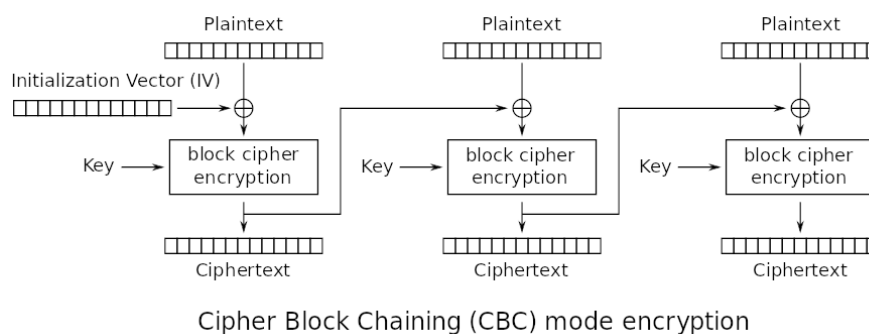 Plaintext
Plaintext
Plaintext
Initialization Vector (IV)
Key
block cipher
encryption
Key
block cipher
encryption
Key
block cipher
encryption
Ciphertext
Ciphertext
Ciphertext
Cipher Block Chaining (CBC) mode encryption